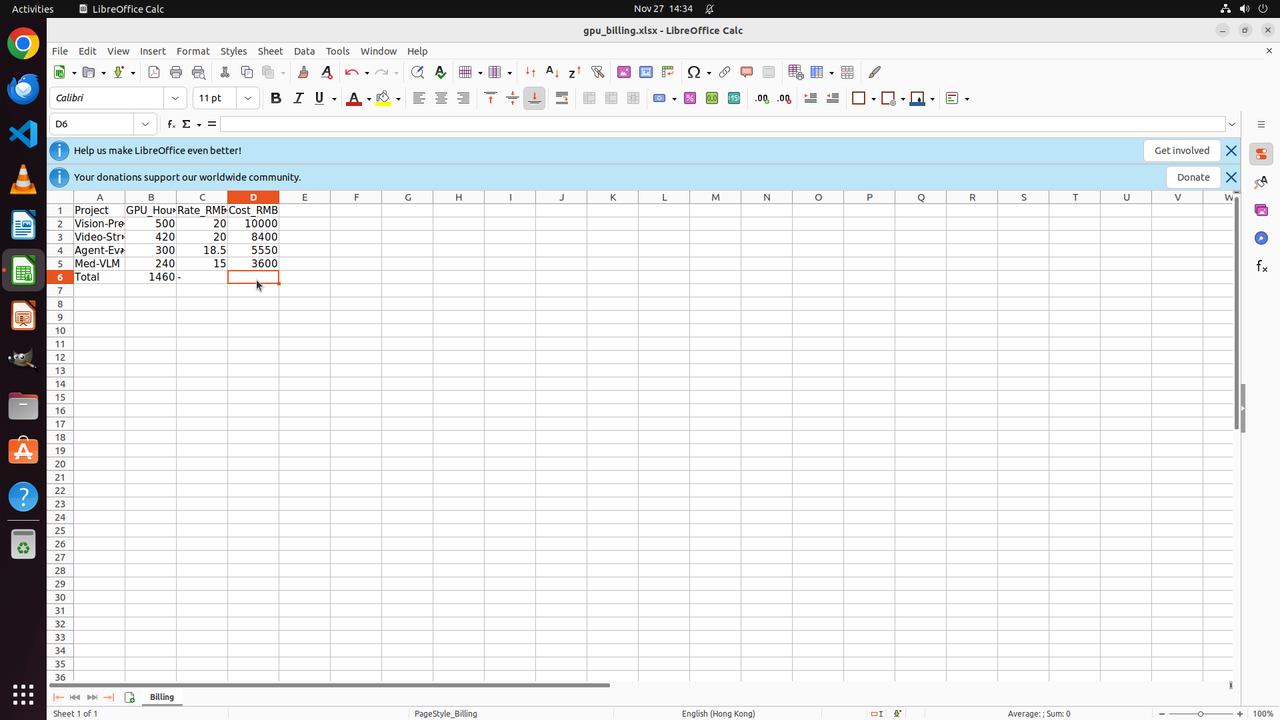 Activities
LibreOffice Calc
Nov 27 14:34
gpu_billing.xlsx - LibreOffice Calc
File Edit View Insert Format Styles Sheet Data Tools Window Help
Calibri
11 pt
D6
Help us make LibreOffice even better!
Get involved
Your donations support our worldwide community.
Donate
A B C D E F G H I J K L M N O P Q R S T U V W
1 Project GPU_Hou Rate_RMB Cost_RMB
2 Vision-Pre 500 20 10000
3 Video-Str 420 20 8400
4 Agent-Ev 300 18.5 5550
5 Med-VLM 240 15 3600
6 Total 1460 -
7
8
9
10
11
12
13
14
15
16
17
18
19
20
21
22
23
24
25
26
27
28
29
30
31
32
33
34
35
36
Billing
Sheet 1 of 1
PageStyle_Billing
English (Hong Kong)
Average: ; Sum: 0
100%